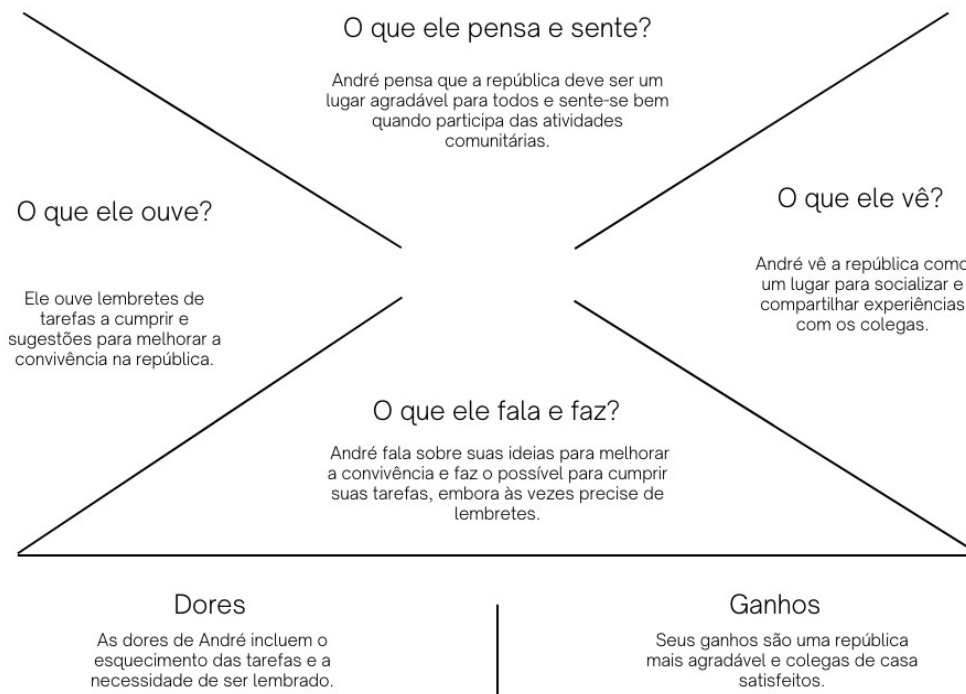 O que ele pensa e sente?
André pensa que a república deve ser um
lugar agradável para todos e sente-se bem
quando participa das atividades
comunitárias.
O que ele ouve?
Ele ouve lembretes de
tarefas a cumprir e
sugestões para melhorar a
convivência na república.
O que ele vê?
André vê a república como
um lugar para socializar e
compartilhar experiências
com os colegas.
O que ele fala e faz?
André fala sobre suas ideias para melhorar
a convivência e faz o possível para cumprir
suas tarefas, embora às vezes precise de
lembretes.
Dores
As dores de André incluem o
esquecimento das tarefas e a
necessidade de ser lembrado.
Ganhos
Seus ganhos são uma república
mais agradável e colegas de casa
satisfeitos.